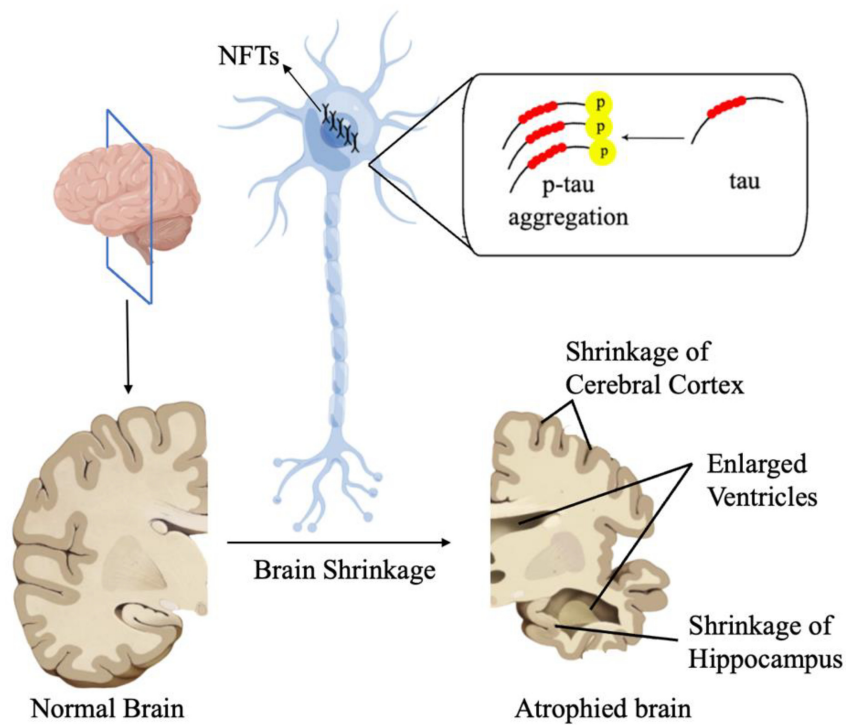 NFTs
p
p
p
p-tau
aggregation
tau
Shrinkage of
Cerebral Cortex
Enlarged
Ventricles
Brain Shrinkage
Shrinkage of
Hippocampus
Normal Brain
Atrophied brain